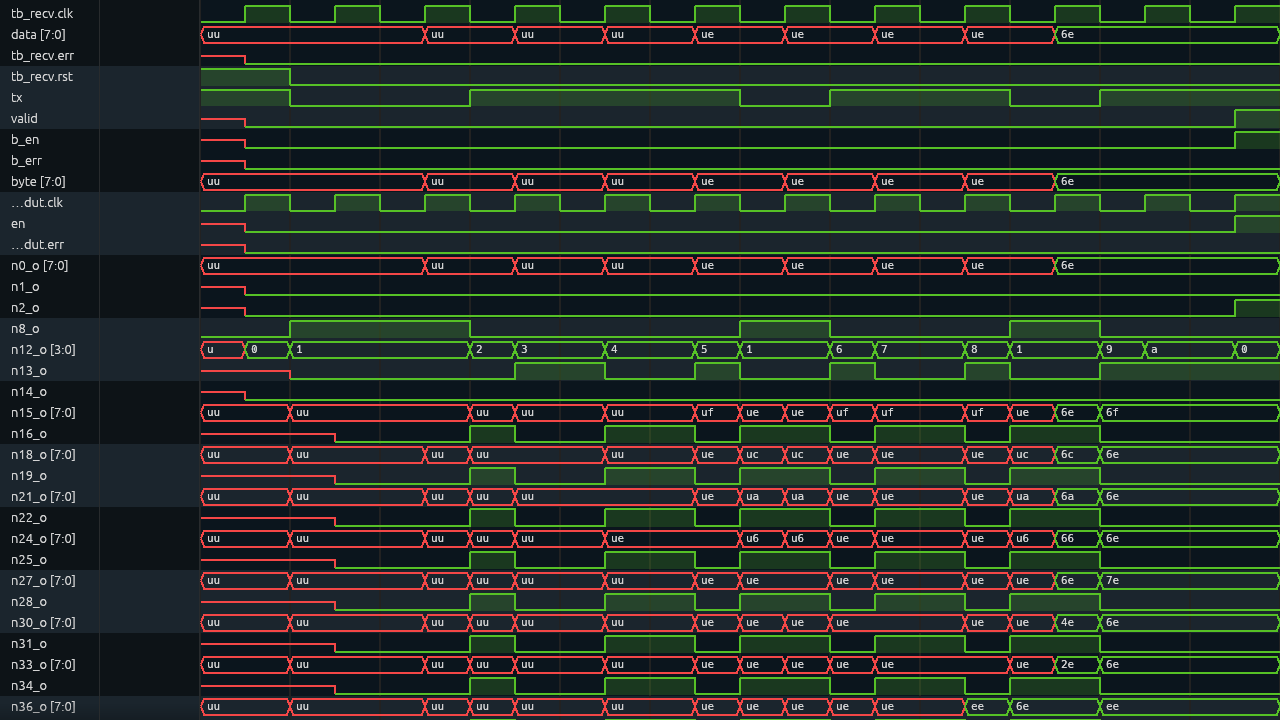 tb_recv.clk
data [7:0] uu uu uu uu ue ue ue ue 6e
tb_recv.err
tb_recv.rst
tx
valid
b_en
b_err
byte [7:0] uu uu uu uu ue ue ue ue 6e
...dut.clk
en
...dut.err
n0_o [7:0] uu uu uu uu ue ue ue ue 6e
n1_o
n2_o
n8_o
n12_o [3:0] u 0 1 2 3 4 5 1 6 7 8 1 9 a 0
n13_o
n14_o
n15_o [7:0] uu uu uu uu uu uf ue ue uf uf uf ue 6e 6f
n16_o
n18_o [7:0] uu uu uu uu uu ue uc uc ue ue ue uc 6c 6e
n19_o
n21_o [7:0] uu uu uu uu uu ue ua ua ue ue ue ua 6a 6e
n22_o
n24_o [7:0] uu uu uu uu uu ue u6 u6 ue ue ue u6 66 6e
n25_o
n27_o [7:0] uu uu uu uu uu uu ue ue ue ue ue ue ue 6e 7e
n28_o
n30_o [7:0] uu uu uu uu uu uu ue ue ue ue ue ue 4e 6e
n31_o
n33_o [7:0] uu uu uu uu uu uu ue ue ue ue ue ue 2e 6e
n34_o
n36_o [7:0] uu uu uu uu uu uu ue ue ue ue ue ee 6e ee